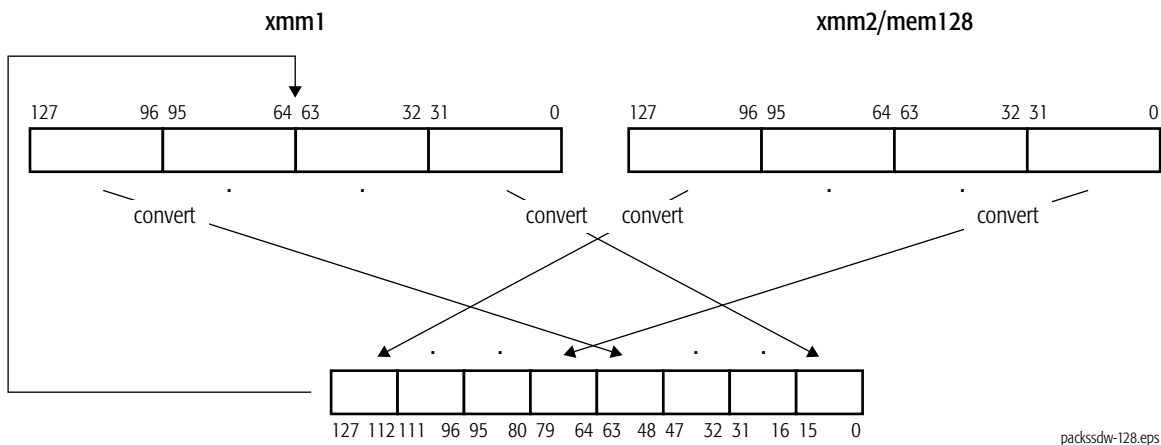 xmm1 xmm2/mem128
127 96 95 64 63 32 31 0 127 96 95 64 63 32 31 0
convert convert convert convert
127 112 111 96 95 80 79 64 63 48 47 32 31 16 15 0
packssdw-128.eps